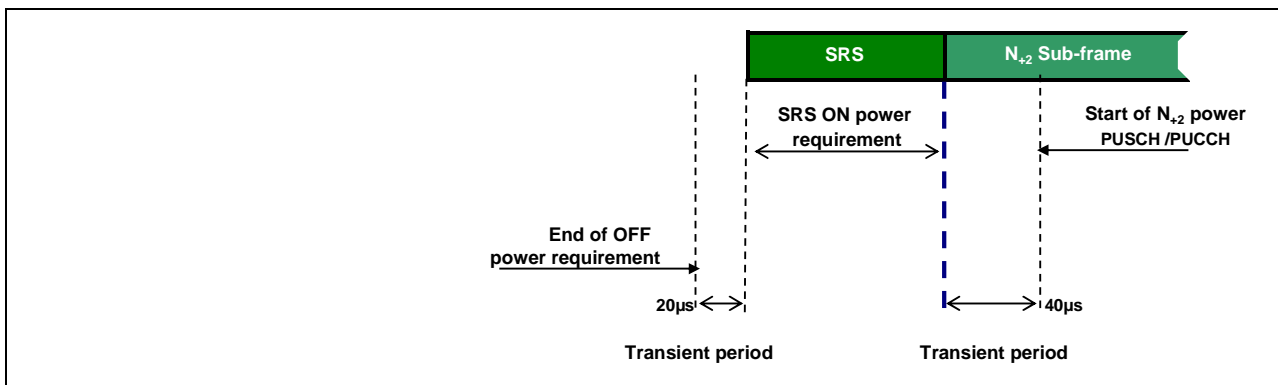 SRS
N+2 Sub-frame
SRS ON power
requirement
Start of N+2 power
PUSCH /PUCCH
End of OFF
power requirement
20µs
40µs
Transient period
Transient period